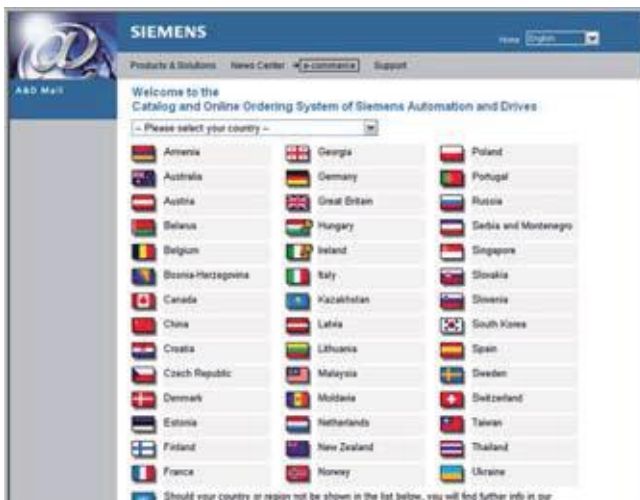 SIEMENS
Home English
Products & Solutions News Center e-commerce Support
A&D Mall
Welcome to the
Catalog and Online Ordering System of Siemens Automation and Drives
-- Please select your country --
Armenia Georgia Poland
Australia Germany Portugal
Austria Great Britain Russia
Belarus Hungary Serbia and Montenegro
Belgium Ireland Singapore
Bosnia-Herzegovina Italy Slovakia
Canada Kazakhstan Slovenia
China Latvia South Korea
Croatia Lithuania Spain
Czech Republic Malaysia Sweden
Denmark Moldavia Switzerland
Estonia Netherlands Taiwan
Finland New Zealand Thailand
France Norway Ukraine
Should your country or region not be shown in the list below, you will find further info in our